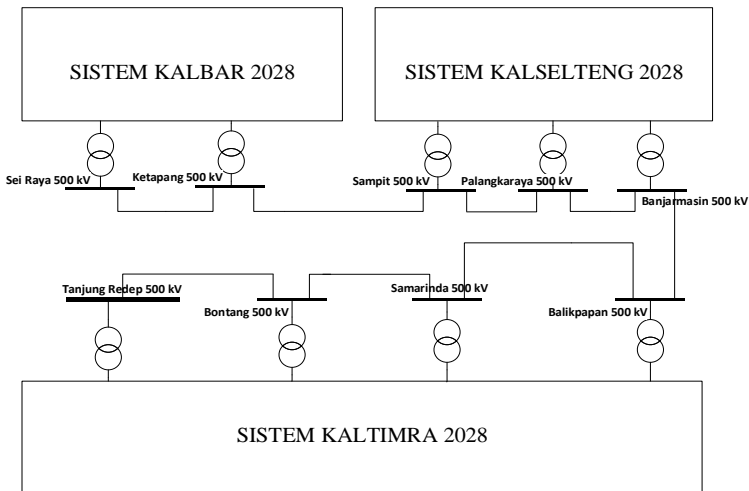 SISTEM KALBAR 2028
SISTEM KALSELTENG 2028
Sei Raya 500 kV
Ketapang 500 kV
Sampit 500 kV
Palangkaraya 500 kV
Banjarmasin 500 kV
Tanjung Redep 500 kV
Bontang 500 kV
Samarinda 500 kV
Balikpapan 500 kV
SISTEM KALTIMRA 2028